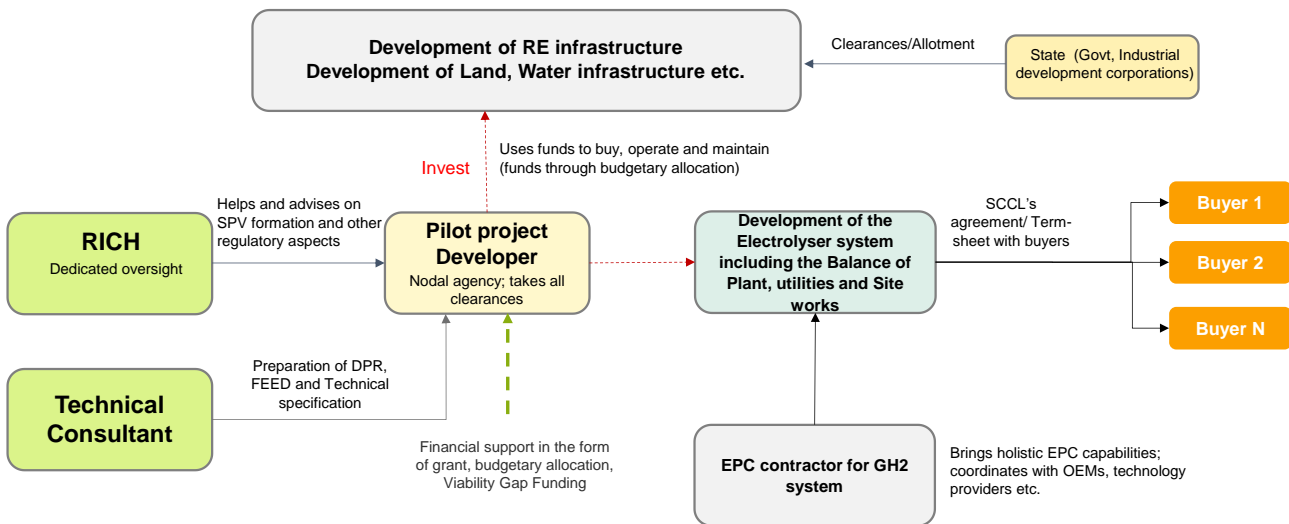 Development of RE infrastructure
Development of Land, Water infrastructure etc.
Clearances/Allotment
State (Govt, Industrial
development corporations)
Invest
Uses funds to buy, operate and maintain
(funds through budgetary allocation)
RICH
Dedicated oversight
Helps and advises on
SPV formation and other
regulatory aspects
Pilot project
Developer
Nodal agency; takes all
clearances
Development of the
Electrolyser system
including the Balance of
Plant, utilities and Site
works
SCCL's
agreement/ Term-
sheet with buyers
Buyer 1
Buyer 2
Buyer N
Technical
Consultant
Preparation of DPR,
FEED and Technical
specification
Financial support in the form
of grant, budgetary allocation,
Viability Gap Funding
EPC contractor for GH2
system
Brings holistic EPC capabilities;
coordinates with OEMs, technology
providers etc.